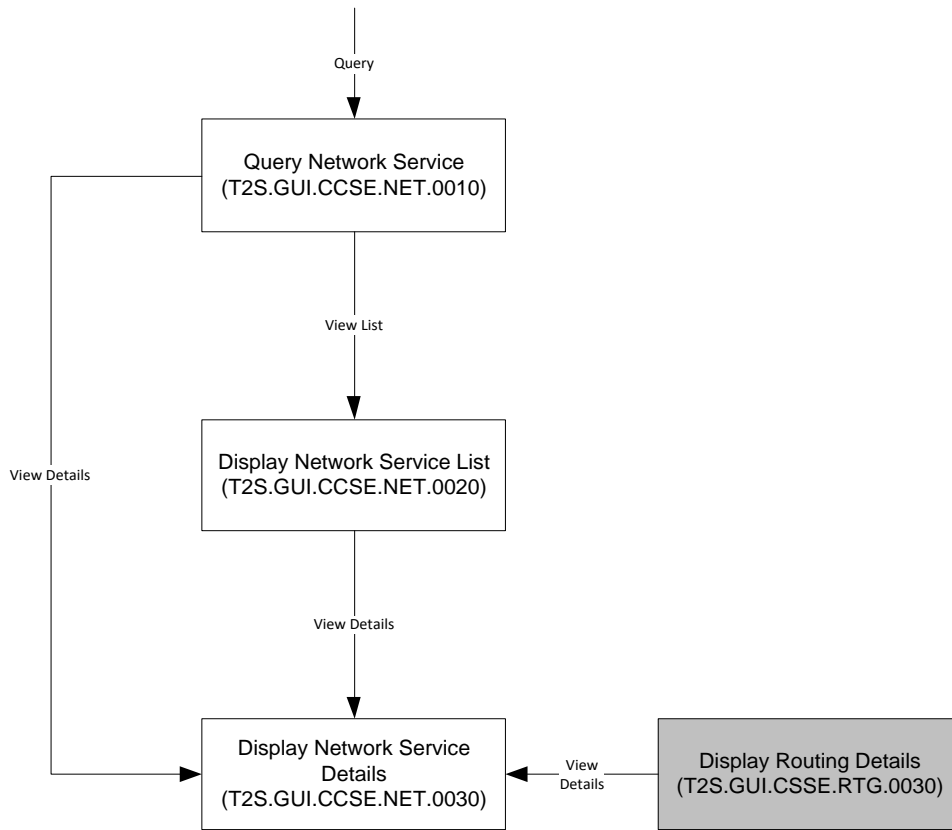 Query
Query Network Service
(T2S.GUI.CCSE.NET.0010)
View List
Display Network Service List
(T2S.GUI.CCSE.NET.0020)
View Details
View Details
Display Network Service
Details
(T2S.GUI.CCSE.NET.0030)
View
Details
Display Routing Details
(T2S.GUI.CSSE.RTG.0030)